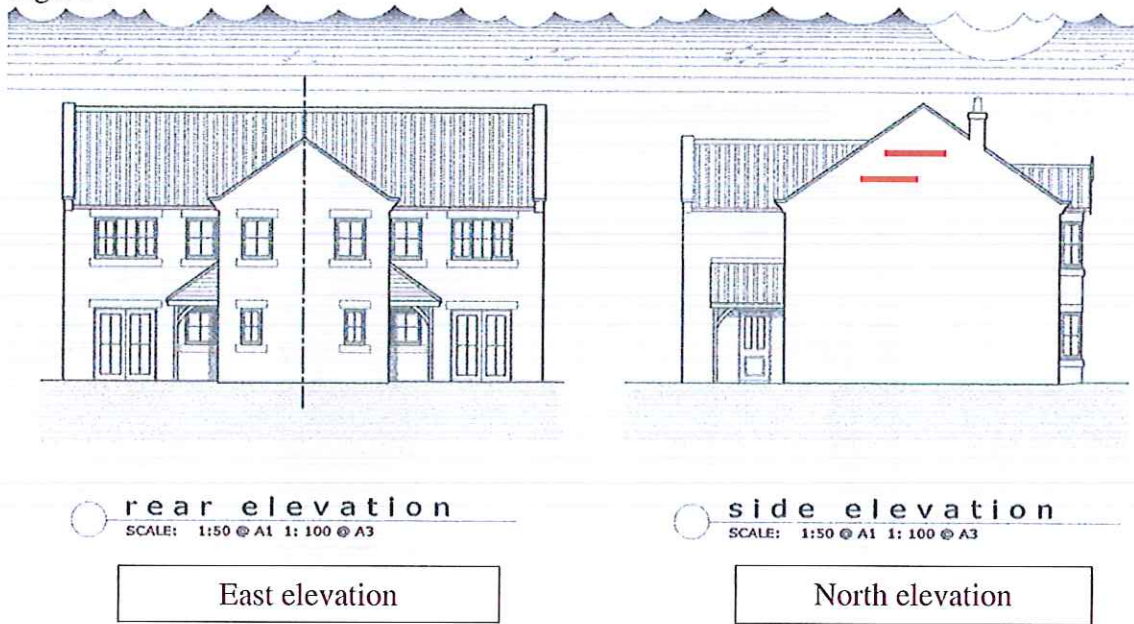 rear elevation
SCALE: 1:50 @ A1 1: 100 @ A3
East elevation
side elevation
SCALE: 1:50 @ A1 1: 100 @ A3
North elevation